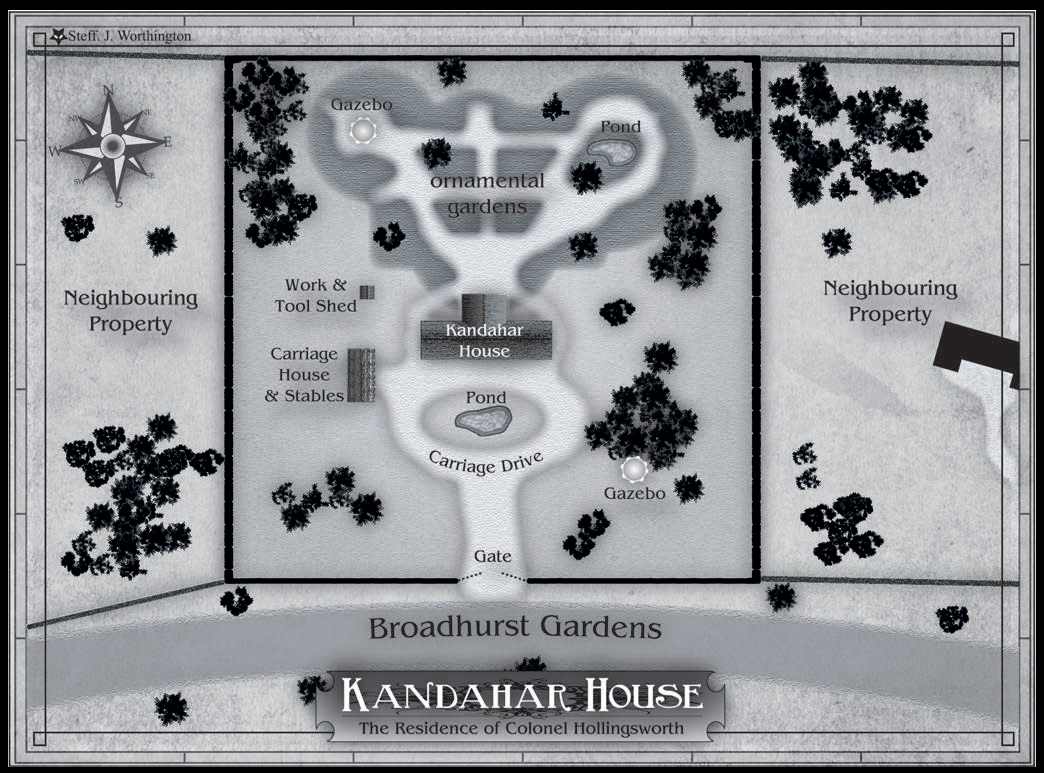 Steff. J. Worthington
N
NE
E
SE
S
SW
W
NW
Gazebo
Pond
ornamental
gardens
Work &
Tool Shed
Kandahar
House
Carriage
House
& Stables
Pond
Carriage Drive
Gazebo
Gate
Neighbouring
Property
Neighbouring
Property
Broadhurst Gardens
KANDAHAR HOUSE
The Residence of Colonel Hollingsworth